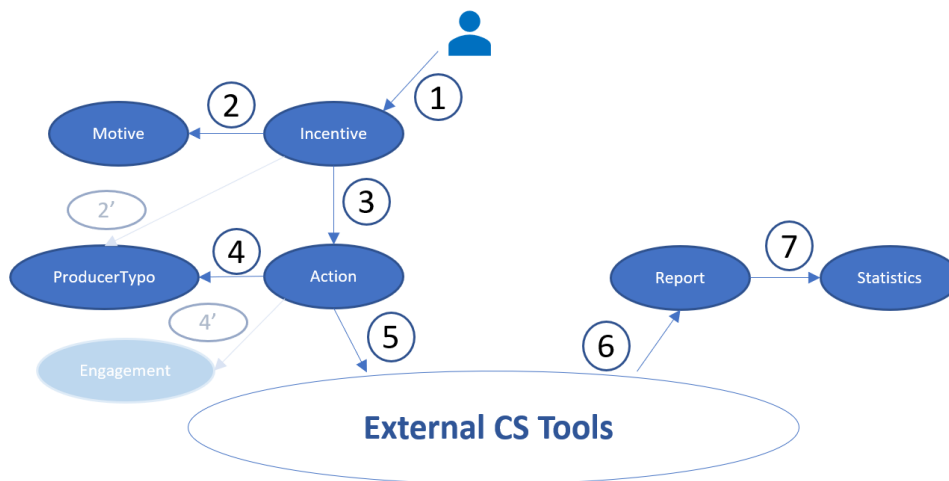 1
2
Motive
Incentive
2'
3
4
ProducerTypo
Action
4'
5
Engagement
6
Report
7
Statistics
External CS Tools